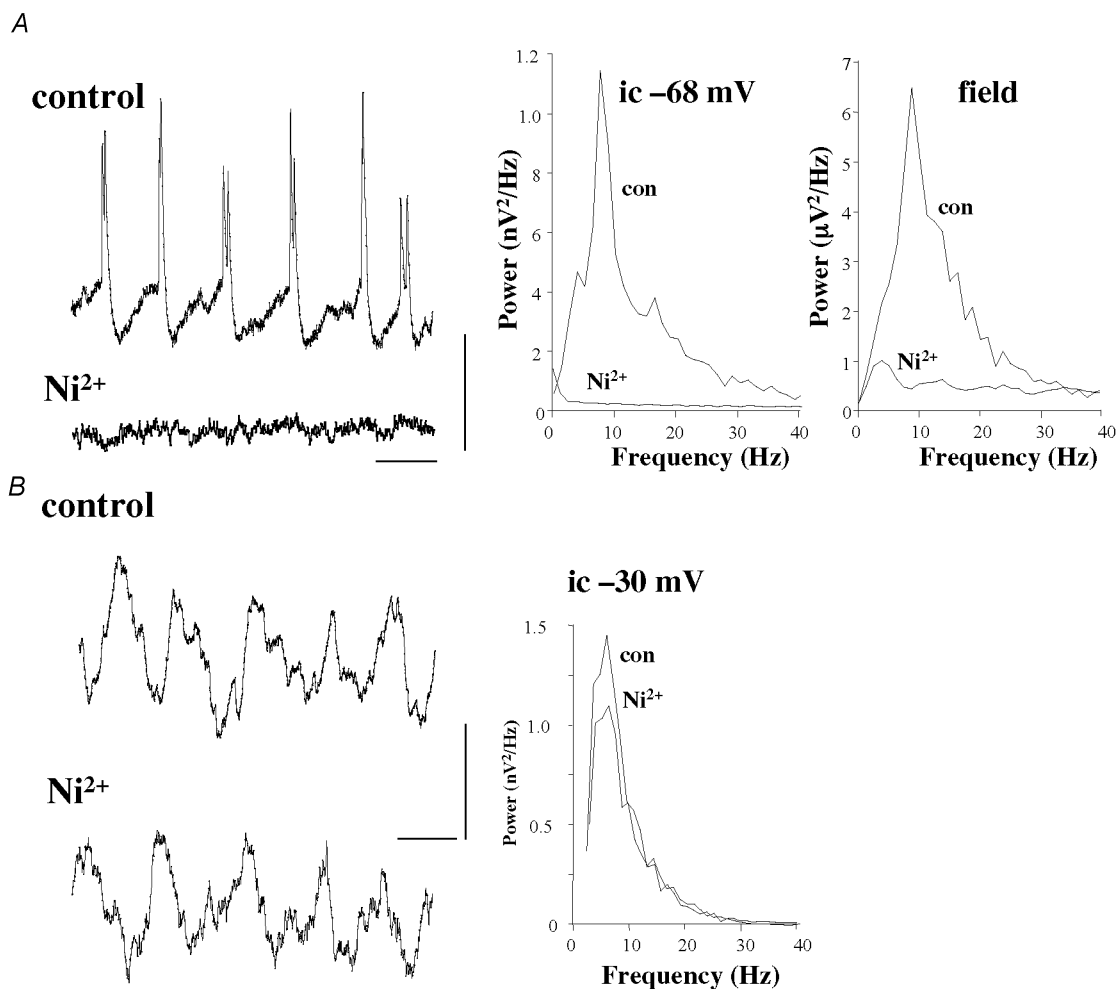 A
control
Ni²⁺
ic –68 mV
Power (nV²/Hz)
1.2
1.0
6
4
2
0
con
Ni²⁺
0 10 20 30 40
Frequency (Hz)
field
Power (µV²/Hz)
7
6
5
4
3
2
1
0
con
Ni²⁺
0 10 20 30 40
Frequency (Hz)
B
control
Ni²⁺
ic –30 mV
Power (nV²/Hz)
1.5
1.0
0.5
0
con
Ni²⁺
0 10 20 30 40
Frequency (Hz)